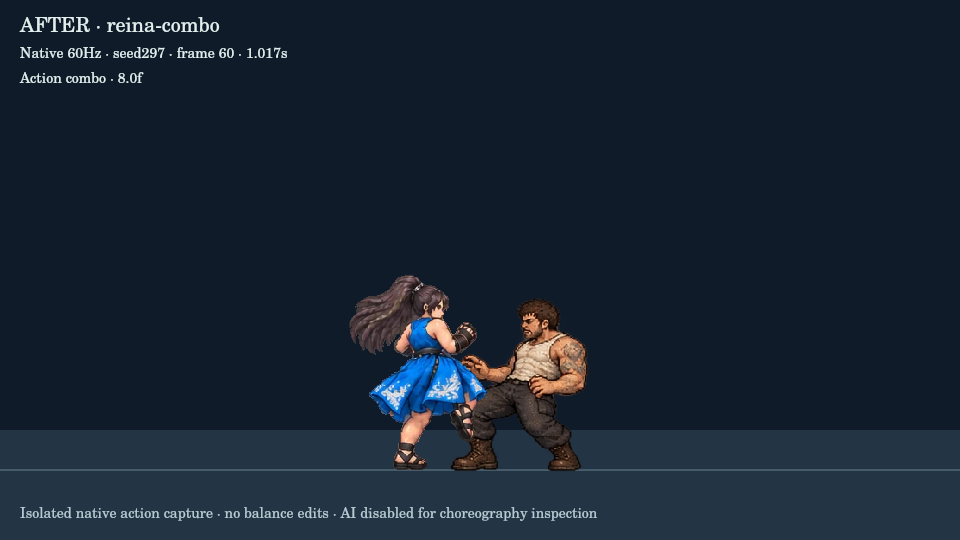 AFTER · reina-combo
Native 60Hz · seed297 · frame 60 · 1.017s
Action combo · 8.0f
Isolated native action capture · no balance edits · AI disabled for choreography inspection